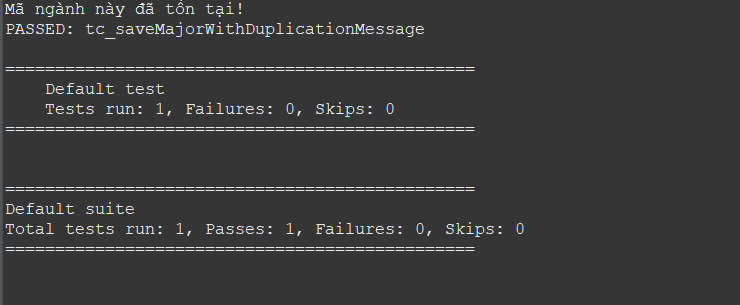 Mã ngành này đã tồn tại!
PASSED: tc_saveMajorWithDuplicationMessage
===============================================
Default test
Tests run: 1, Failures: 0, Skips: 0
===============================================
===============================================
Default suite
Total tests run: 1, Passes: 1, Failures: 0, Skips: 0
===============================================